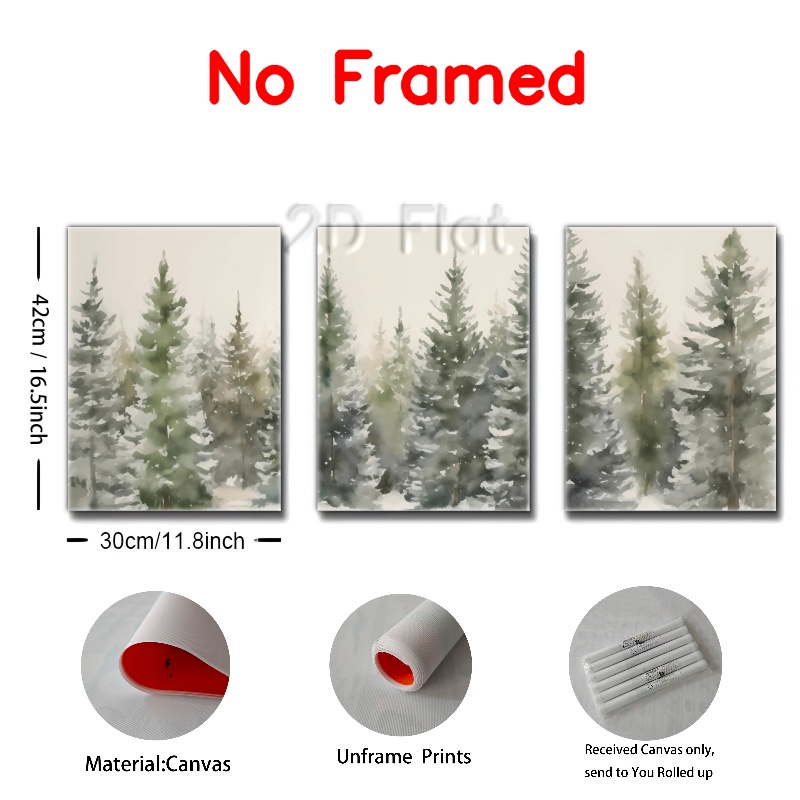 No Framed
2D Flat
42cm / 16.5inch
30cm/11.8inch
Material:Canvas
Unframe Prints
Received Canvas only,
send to You Rolled up